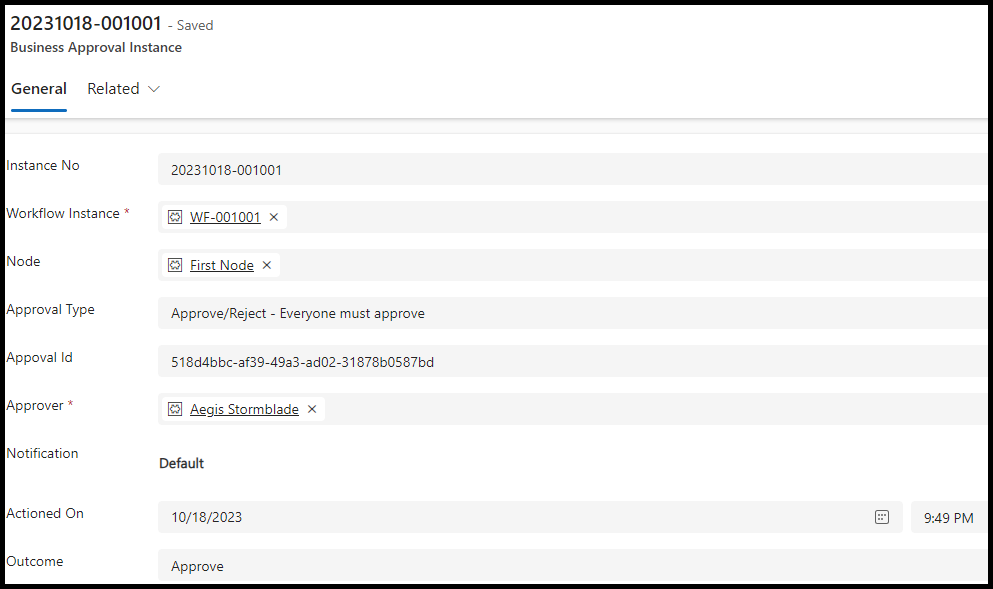 20231018-001001 - Saved
Business Approval Instance
General Related
Instance No 20231018-001001
Workflow Instance * WF-001001
Node First Node
Approval Type Approve/Reject - Everyone must approve
Appoval Id 518d4bbc-af39-49a3-ad02-31878b0587bd
Approver * Aegis Stormblade
Notification Default
Actioned On 10/18/2023 9:49 PM
Outcome Approve